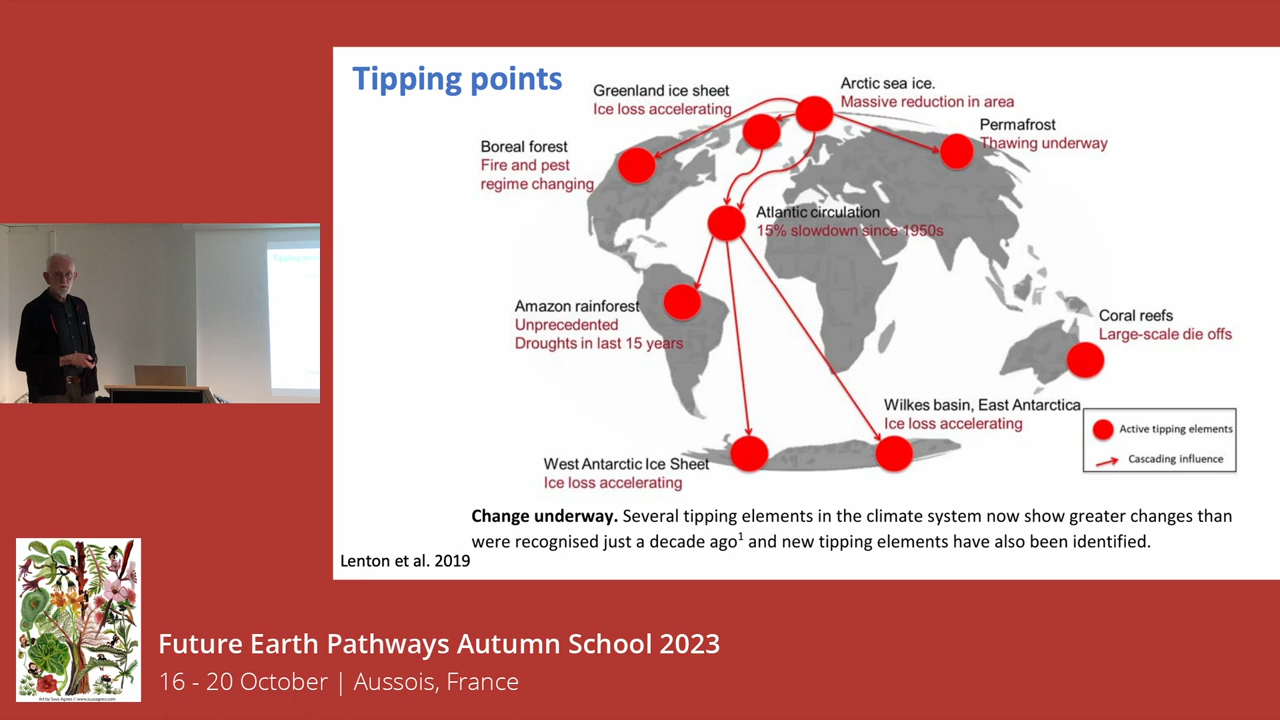 Tipping points
Greenland ice sheet
Ice loss accelerating
Arctic sea ice.
Massive reduction in area
Permafrost
Thawing underway
Boreal forest
Fire and pest
regime changing
Atlantic circulation
15% slowdown since 1950s
Amazon rainforest
Unprecedented
Droughts in last 15 years
Coral reefs
Large-scale die offs
Wilkes basin, East Antarctica
Ice loss accelerating
Active tipping elements
Cascading influence
West Antarctic Ice Sheet
Ice loss accelerating
Change underway. Several tipping elements in the climate system now show greater changes than
were recognised just a decade ago¹ and new tipping elements have also been identified.
Lenton et al. 2019
Tipping poin
Future Earth Pathways Autumn School 2023
16 - 20 October | Aussois, France